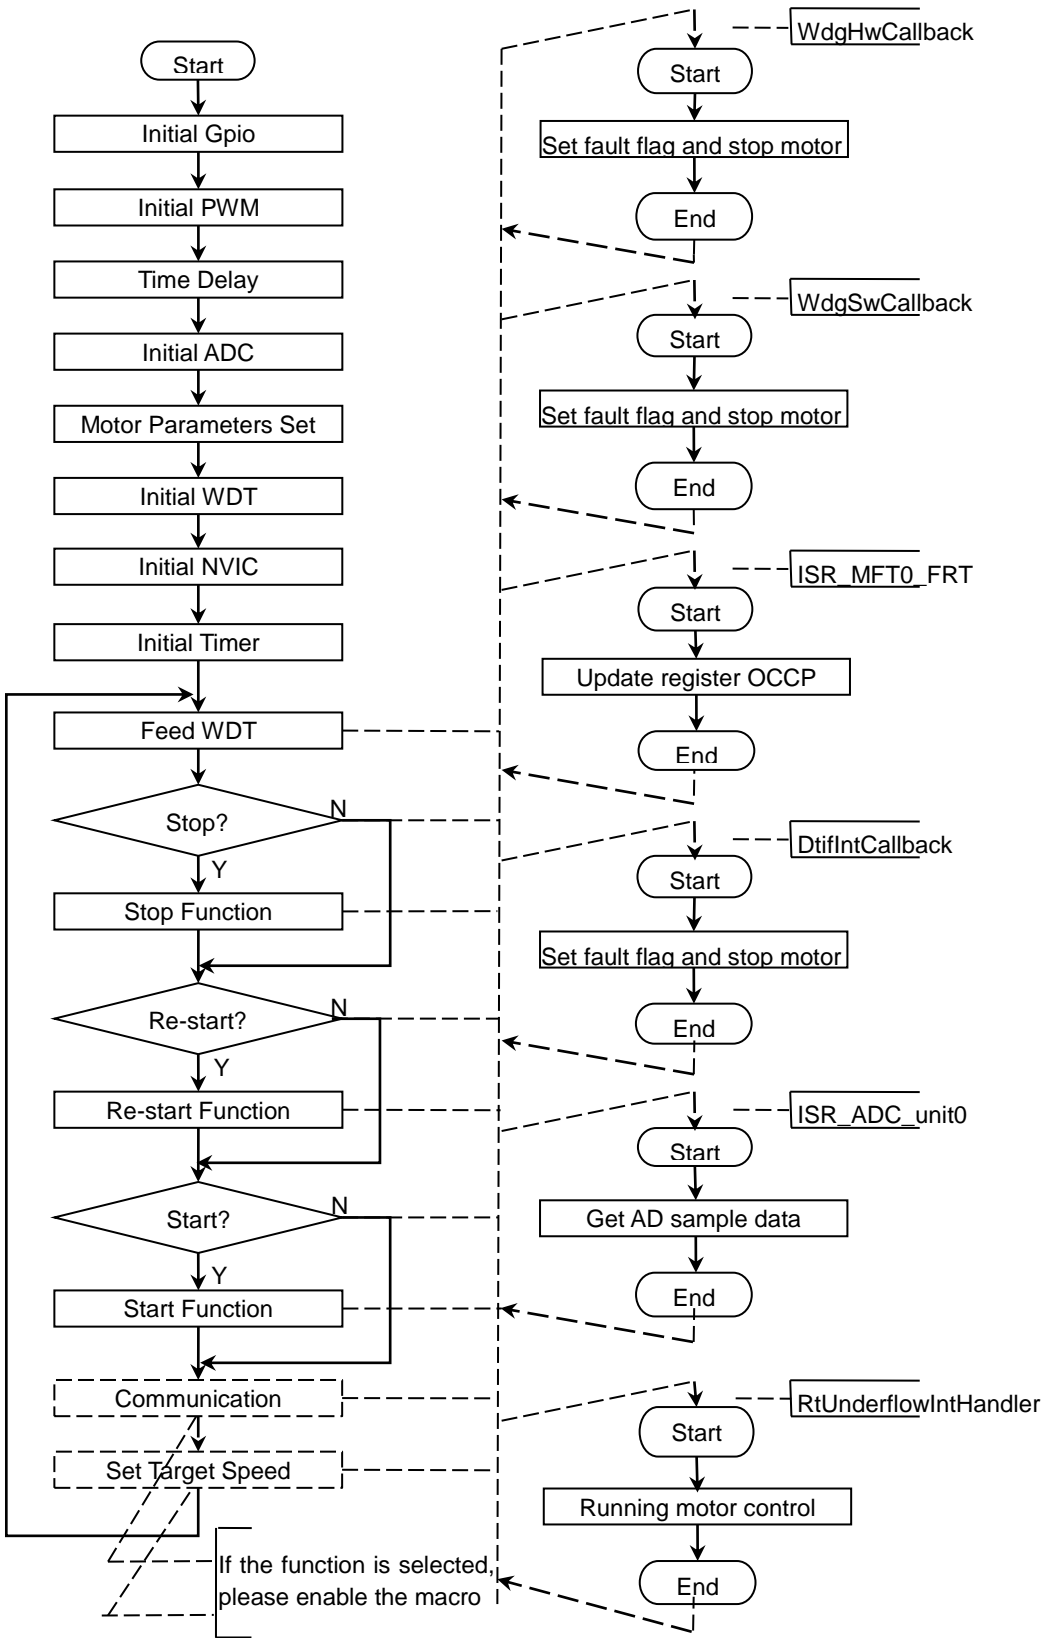 Start
Initial Gpio
Initial PWM
Time Delay
Initial ADC
Motor Parameters Set
Initial WDT
Initial NVIC
Initial Timer
Feed WDT
Stop?
N
Y
Stop Function
Re-start?
N
Y
Re-start Function
Start?
N
Y
Start Function
Communication
Set Target Speed
If the function is selected,
please enable the macro
WdgHwCallback
Start
Set fault flag and stop motor
End
WdgSwCallback
Start
Set fault flag and stop motor
End
ISR_MFT0_FRT
Start
Update register OCCP
End
DtifIntCallback
Start
Set fault flag and stop motor
End
ISR_ADC_unit0
Start
Get AD sample data
End
RtUnderflowIntHandler
Start
Running motor control
End